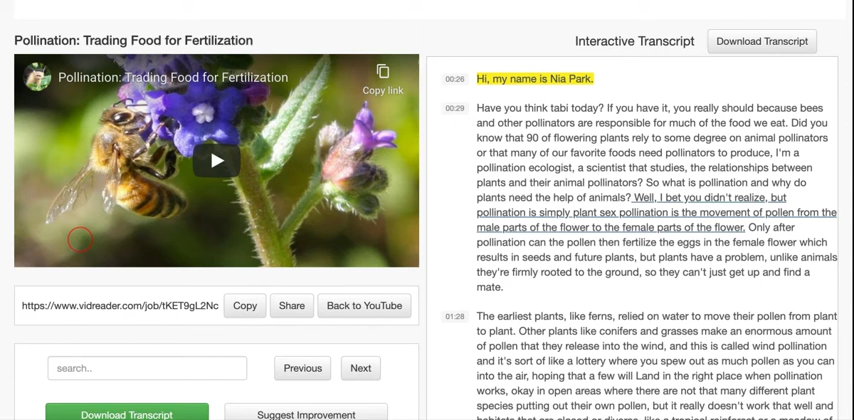 Pollination: Trading Food for Fertilization
Interactive Transcript
Download Transcript
Pollination: Trading Food for Fertilization
Copy link
00:26
Hi, my name is Nia Park.
00:29
Have you think tabi today? If you have it, you really should because bees
and other pollinators are responsible for much of the food we eat. Did you
know that 90 of flowering plants rely to some degree on animal pollinators
or that many of our favorite foods need pollinators to produce, I'm a
pollination ecologist, a scientist that studies, the relationships between
plants and their animal pollinators? So what is pollination and why do
plants need the help of animals? Well, I bet you didn't realize, but
pollination is simply plant sex pollination is the movement of pollen from the
male parts of the flower to the female parts of the flower. Only after
pollination can the pollen then fertilize the eggs in the female flower which
results in seeds and future plants, but plants have a problem, unlike animals
they're firmly rooted to the ground, so they can't just get up and find a
mate.
01:28
The earliest plants, like ferns, relied on water to move their pollen from plant
to plant. Other plants like conifers and grasses make an enormous amount
of pollen that they release into the wind, and this is called wind pollination
and it's sort of like a lottery where you spew out as much pollen as you can
into the air, hoping that a few will Land in the right place when pollination
works, okay in open areas where there are not that many different plant
species putting out their own pollen, but it really doesn't work that well and
https://www.vidreader.com/job/tKET9gL2Nc
Copy
Share
Back to YouTube
search..
Previous
Next
Download Transcript
Suggest Improvement